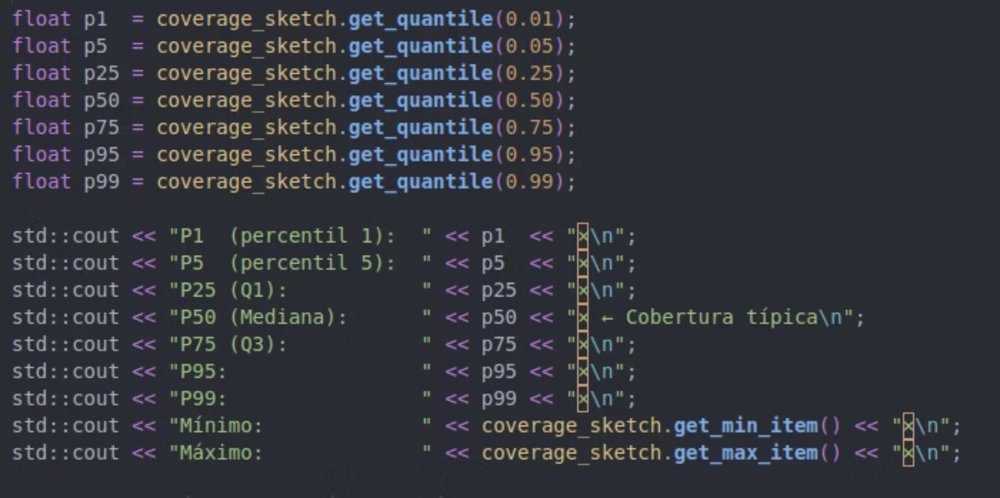 float p1  = coverage_sketch.get_quantile(0.01);
float p5  = coverage_sketch.get_quantile(0.05);
float p25 = coverage_sketch.get_quantile(0.25);
float p50 = coverage_sketch.get_quantile(0.50);
float p75 = coverage_sketch.get_quantile(0.75);
float p95 = coverage_sketch.get_quantile(0.95);
float p99 = coverage_sketch.get_quantile(0.99);
std::cout << "P1  (percentil 1):  " << p1  << "×\n";
std::cout << "P5  (percentil 5):  " << p5  << "×\n";
std::cout << "P25 (Q1):           " << p25 << "×\n";
std::cout << "P50 (Mediana):      " << p50 << "× ← Cobertura típica\n";
std::cout << "P75 (Q3):           " << p75 << "×\n";
std::cout << "P95:                " << p95 << "×\n";
std::cout << "P99:                " << p99 << "×\n";
std::cout << "Mínimo:             " << coverage_sketch.get_min_item() << "×\n";
std::cout << "Máximo:             " << coverage_sketch.get_max_item() << "×\n";